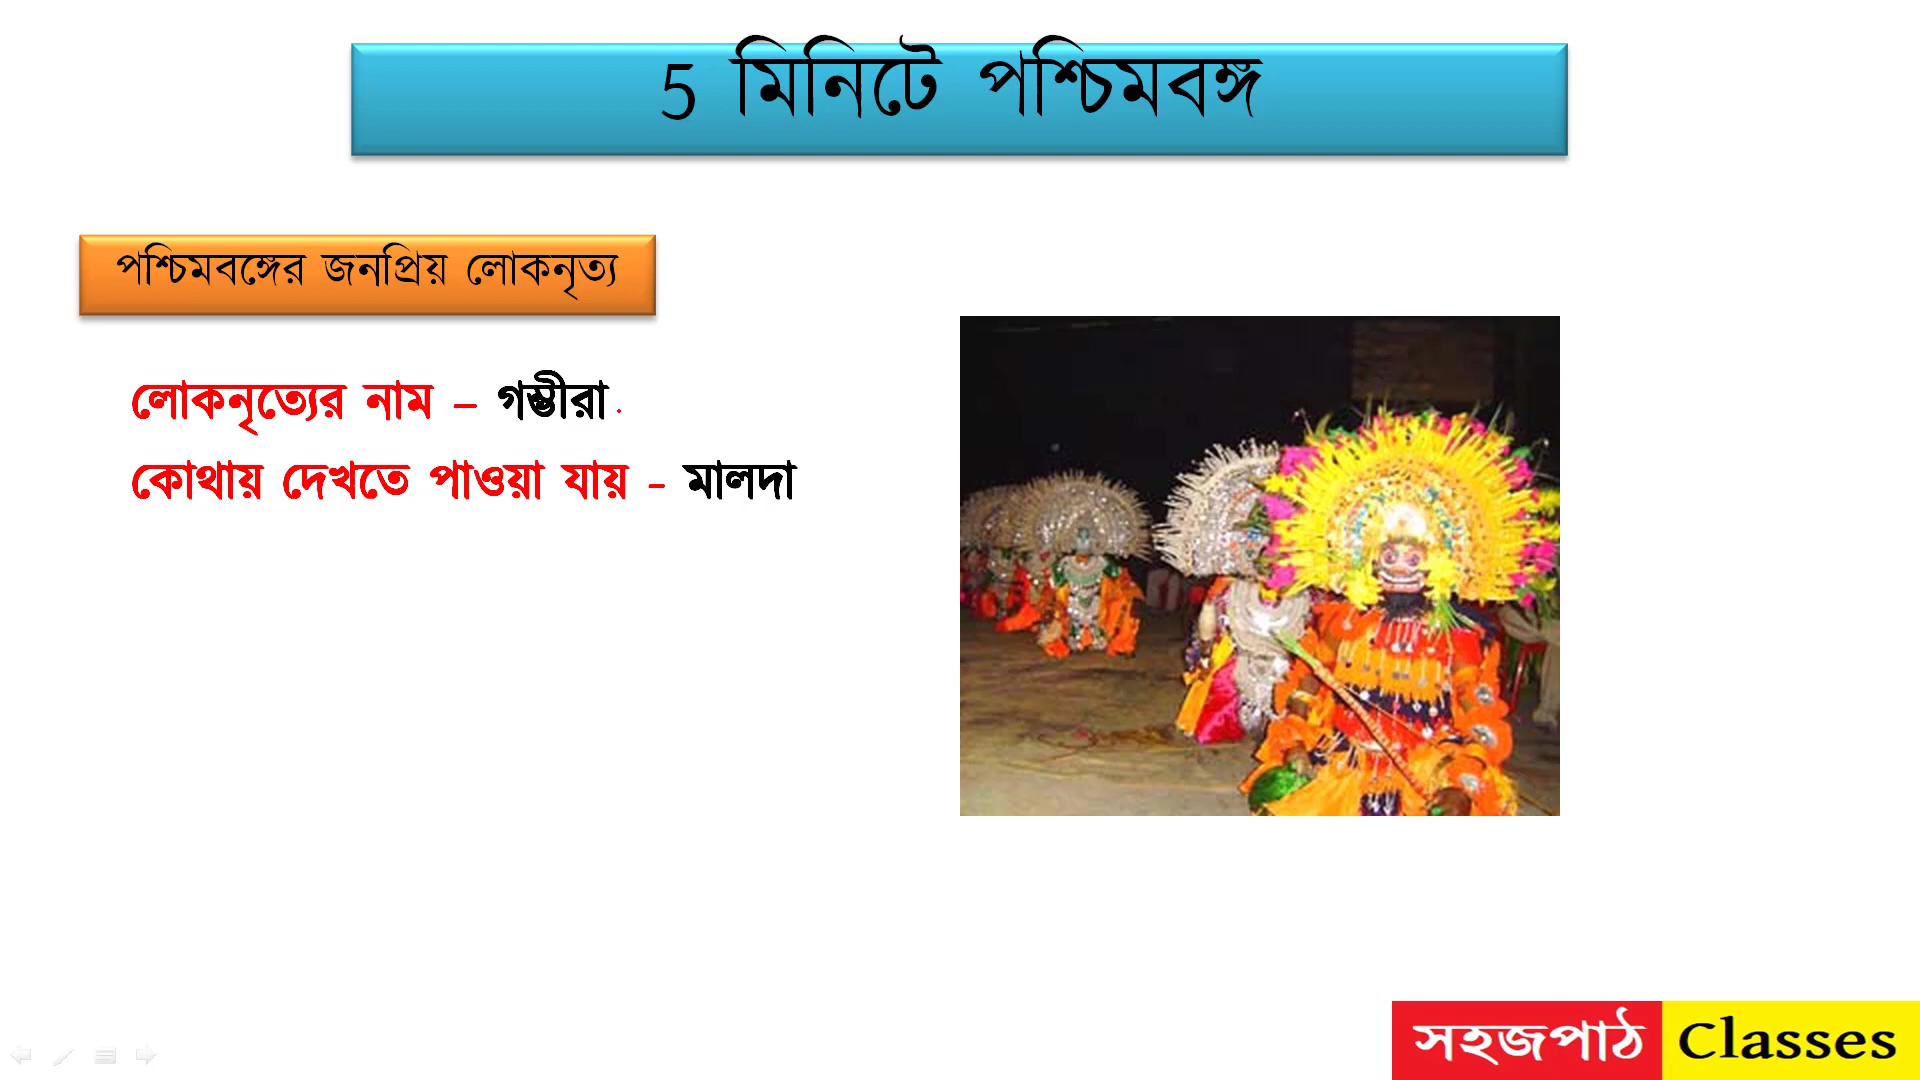 5 মিনিটে পশ্চিমবঙ্গ
পশ্চিমবঙ্গের জনপ্রিয় লোকনৃত্য
লোকনৃত্যের নাম – গম্ভীরা
কোথায় দেখতে পাওয়া যায় - মালদা
সহজপাঠ Classes